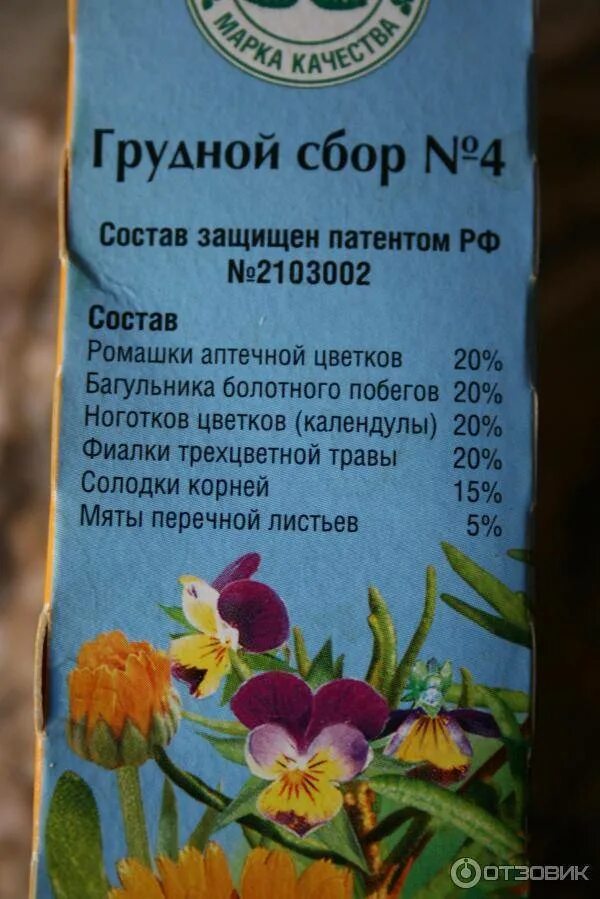 МАРКА КАЧЕСТВА
Грудной сбор №4
Состав защищен патентом РФ
№2103002
Состав
Ромашки аптечной цветков 20%
Багульника болотного побегов 20%
Ноготков цветков (календулы) 20%
Фиалки трехцветной травы 20%
Солодки корней 15%
Мяты перечной листьев 5%
ОТЗОВИК